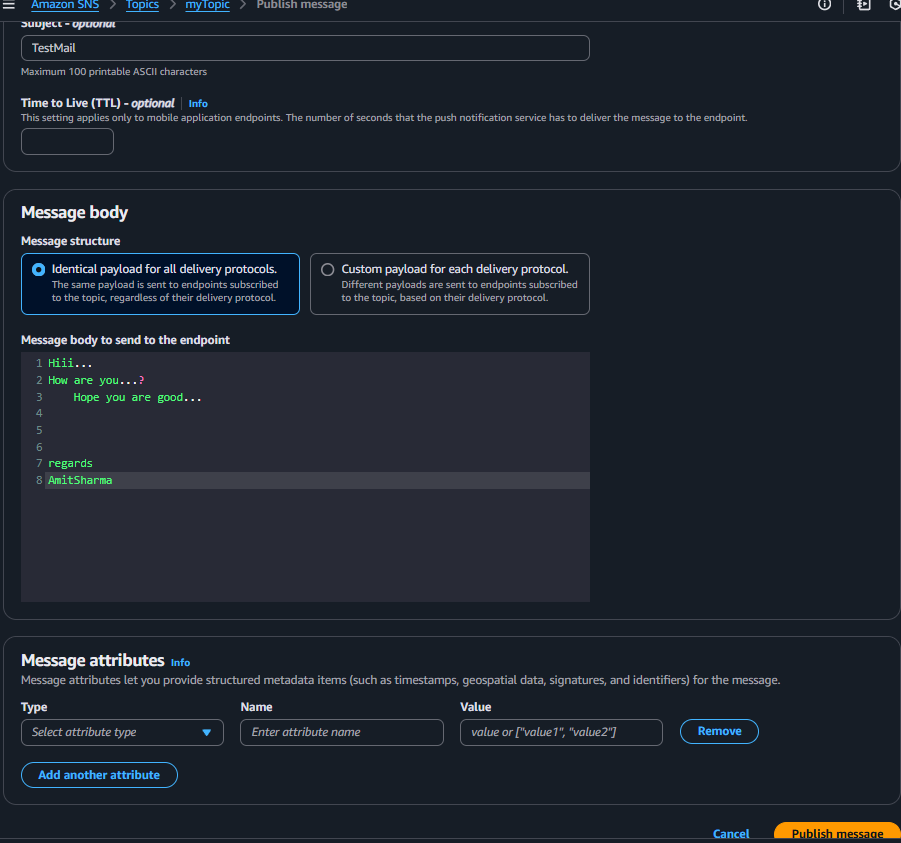 Amazon SNS > Topics > myTopic > Publish message
Subject - optional
TestMail
Maximum 100 printable ASCII characters
Time to Live (TTL) - optional | Info
This setting applies only to mobile application endpoints. The number of seconds that the push notification service has to deliver the message to the endpoint.
Message body
Message structure
Identical payload for all delivery protocols.
The same payload is sent to endpoints subscribed
to the topic, regardless of their delivery protocol.
Custom payload for each delivery protocol.
Different payloads are sent to endpoints subscribed
to the topic, based on their delivery protocol.
Message body to send to the endpoint
1 Hiii...
2 How are you...?
3 Hope you are good...
4
5
6
7 regards
8 AmitSharma
Message attributes Info
Message attributes let you provide structured metadata items (such as timestamps, geospatial data, signatures, and identifiers) for the message.
Type Name Value
Select attribute type Enter attribute name value or ["value1", "value2"] Remove
Add another attribute
Cancel Publish message